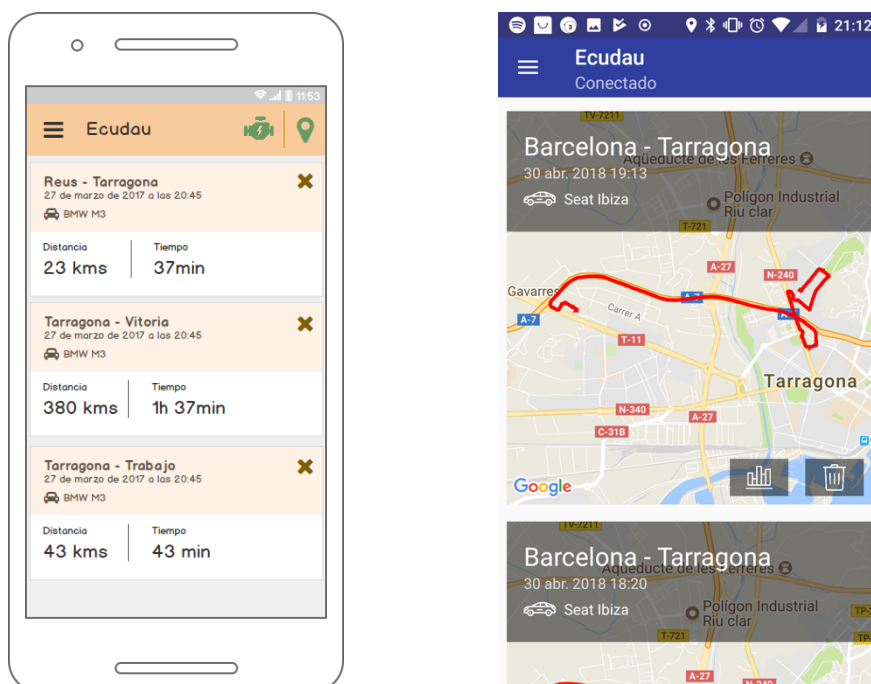 11:53
Ecudau
Reus - Tarragona
27 de marzo de 2017 a las 20:45
BMW M3
Distancia
Tiempo
23 kms
37min
Tarragona - Vitoria
27 de marzo de 2017 a las 20:45
BMW M3
Distancia
Tiempo
380 kms
1h 37min
Tarragona - Trabajo
27 de marzo de 2017 a las 20:45
BMW M3
Distancia
Tiempo
43 kms
43 min
21:12
Ecudau
Conectado
TV-7211
Barcelona - Tarragona
Aqüeducte de les Ferreres
30 abr. 2018 19:13
Seat Ibiza
Polígon Industrial
Riu clar
T-721
A-27
N-240
Gavarres
A-7
Carrer A
A-7
T-11
Tarragona
N-340
A-27
C-31B
Google
TV-7211
Barcelona - Tarragona
Aqüeducte de les Ferreres
30 abr. 2018 18:20
Seat Ibiza
Polígon Industrial
Riu clar
T-721
A-27
N-240